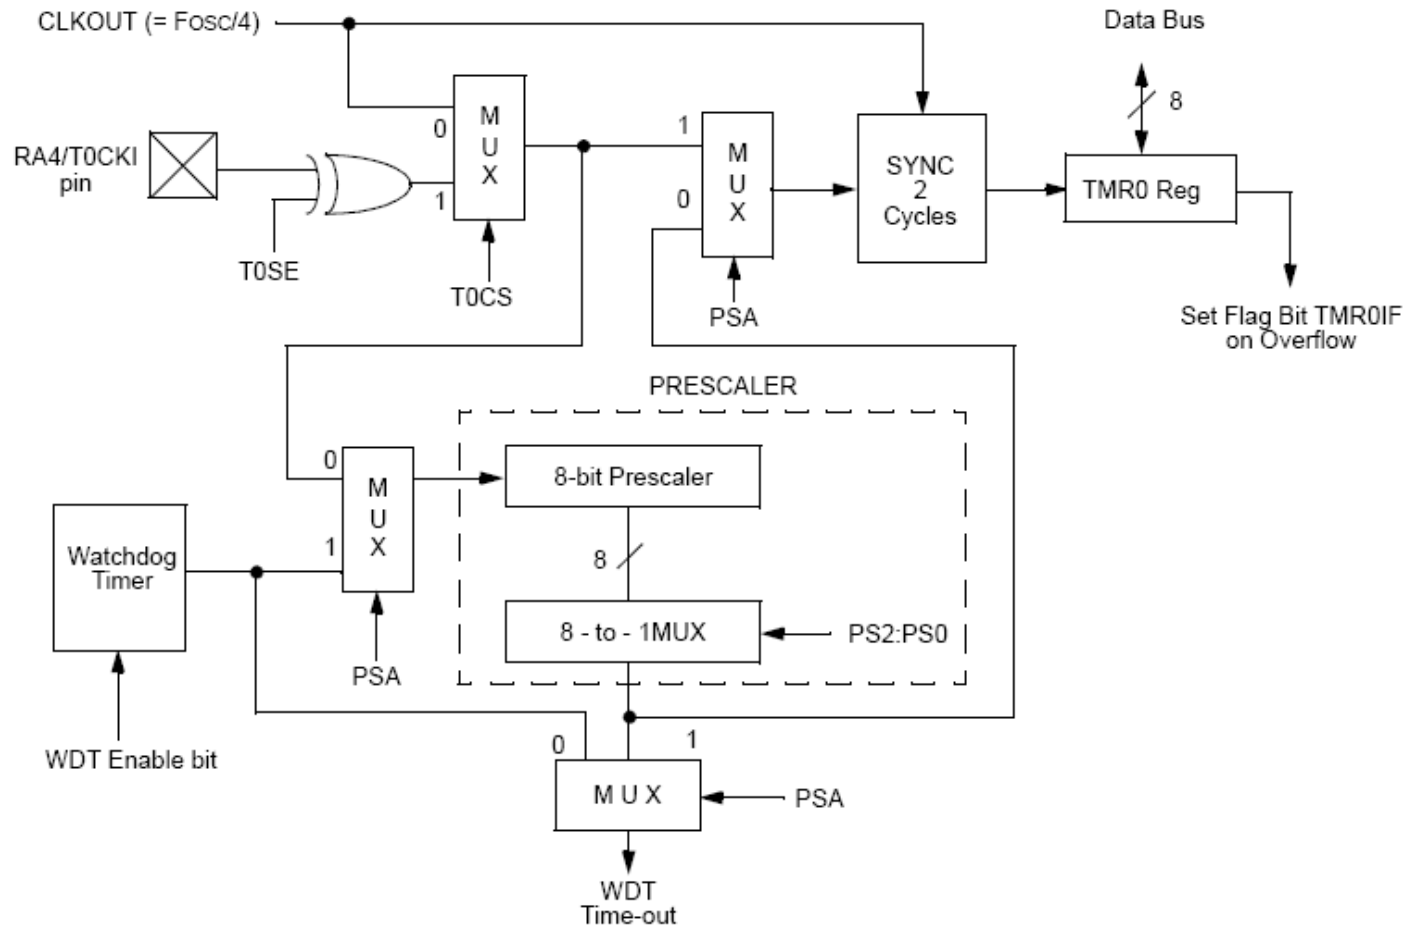 CLKOUT (= Fosc/4)
Data Bus
8
RA4/T0CKI
pin
T0SE
0
1
M
U
X
T0CS
1
0
M
U
X
PSA
SYNC
2
Cycles
TMR0 Reg
Set Flag Bit TMR0IF
on Overflow
PRESCALER
0
1
M
U
X
PSA
8-bit Prescaler
8
8 - to - 1MUX
PS2:PS0
Watchdog
Timer
WDT Enable bit
0
1
M U X
PSA
WDT
Time-out